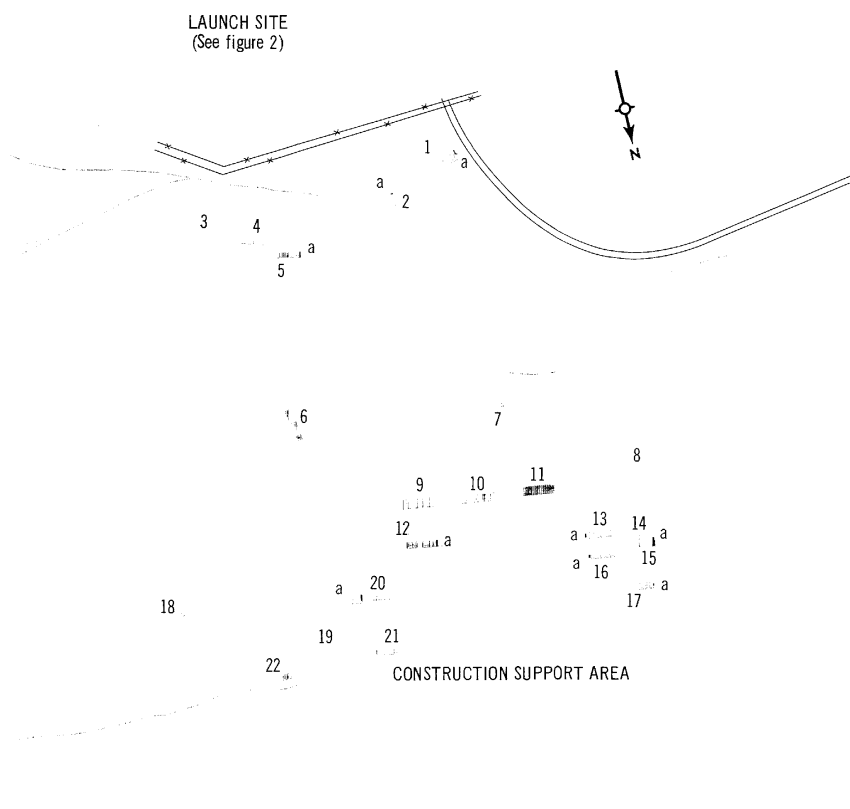 LAUNCH SITE
(See figure 2)
N
1
a
a
2
3
4
a
5
6
7
8
9
10
11
12
a
13
14
a
a
15
a
16
a
17
18
a
20
19
21
22
CONSTRUCTION SUPPORT AREA